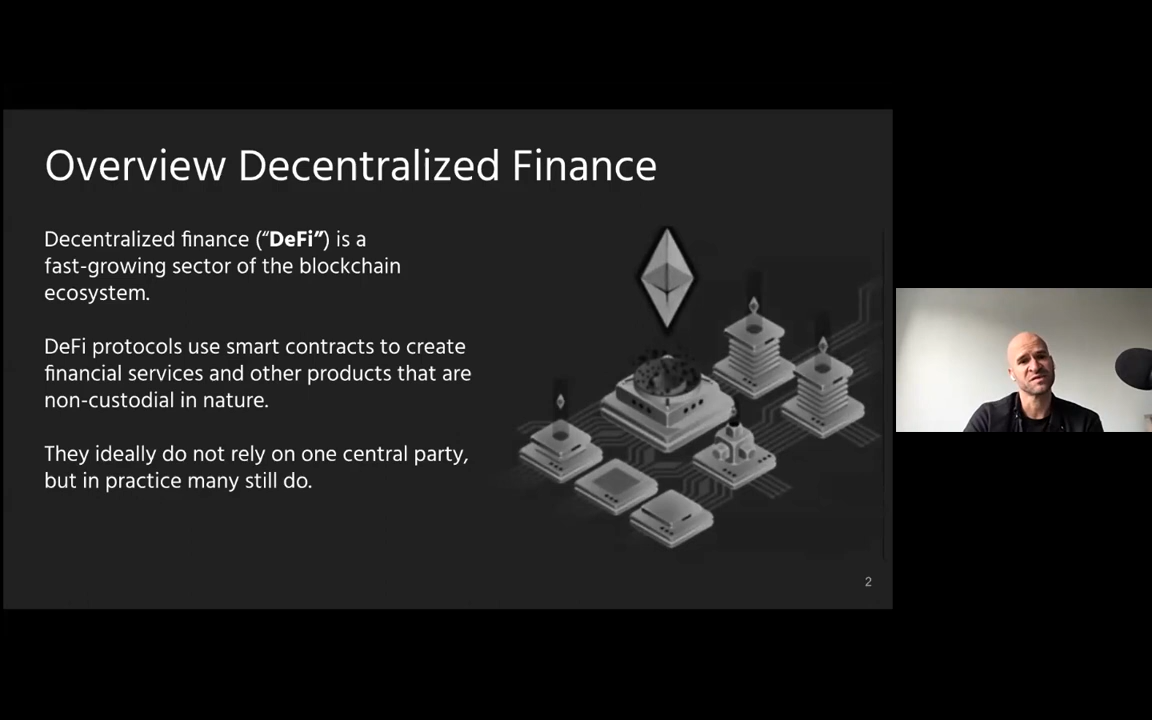 Overview Decentralized Finance
Decentralized finance (“DeFi”) is a
fast-growing sector of the blockchain
ecosystem.
DeFi protocols use smart contracts to create
financial services and other products that are
non-custodial in nature.
They ideally do not rely on one central party,
but in practice many still do.
2